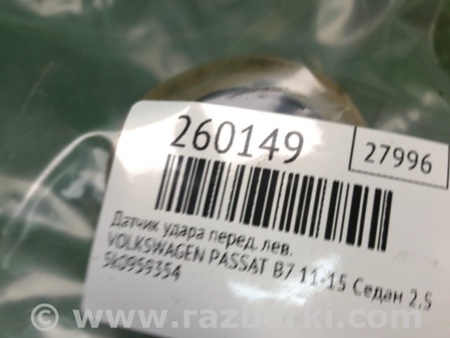 260149
27996
Датчик удара перед. лев.
VOLKSWAGEN PASSAT B7 11-15 Седан 2,5
5k0959354
© www.razborki.com